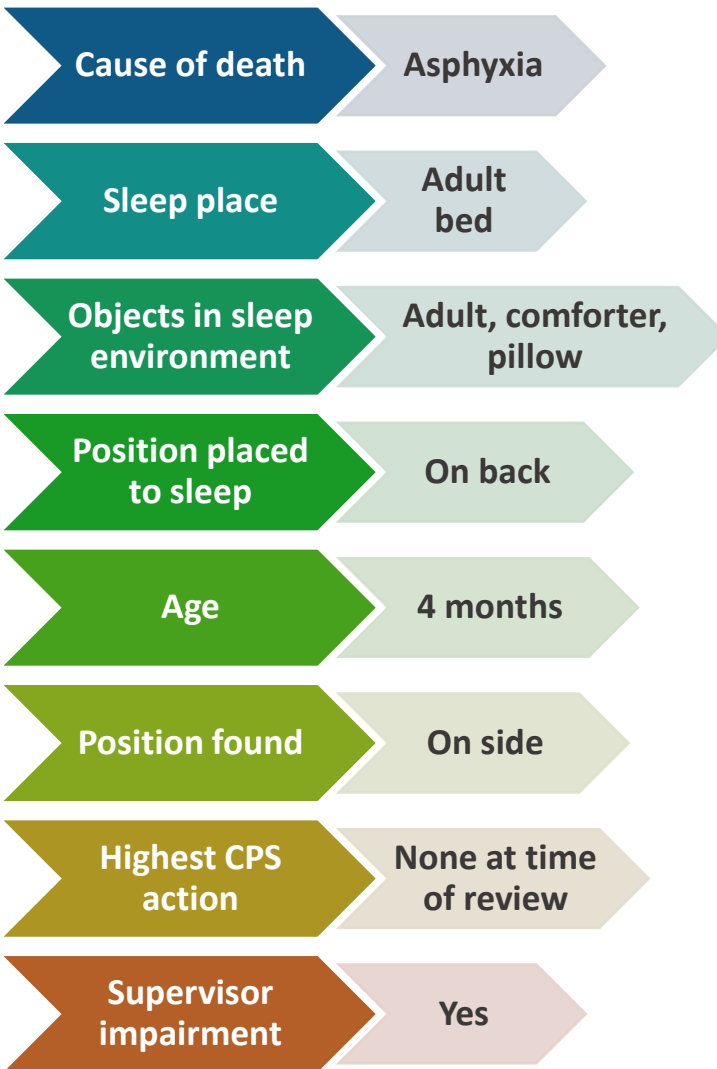 Cause of death
Asphyxia
Sleep place
Adult
bed
Objects in sleep
environment
Adult, comforter,
pillow
Position placed
to sleep
On back
Age
4 months
Position found
On side
Highest CPS
action
None at time
of review
Supervisor
impairment
Yes